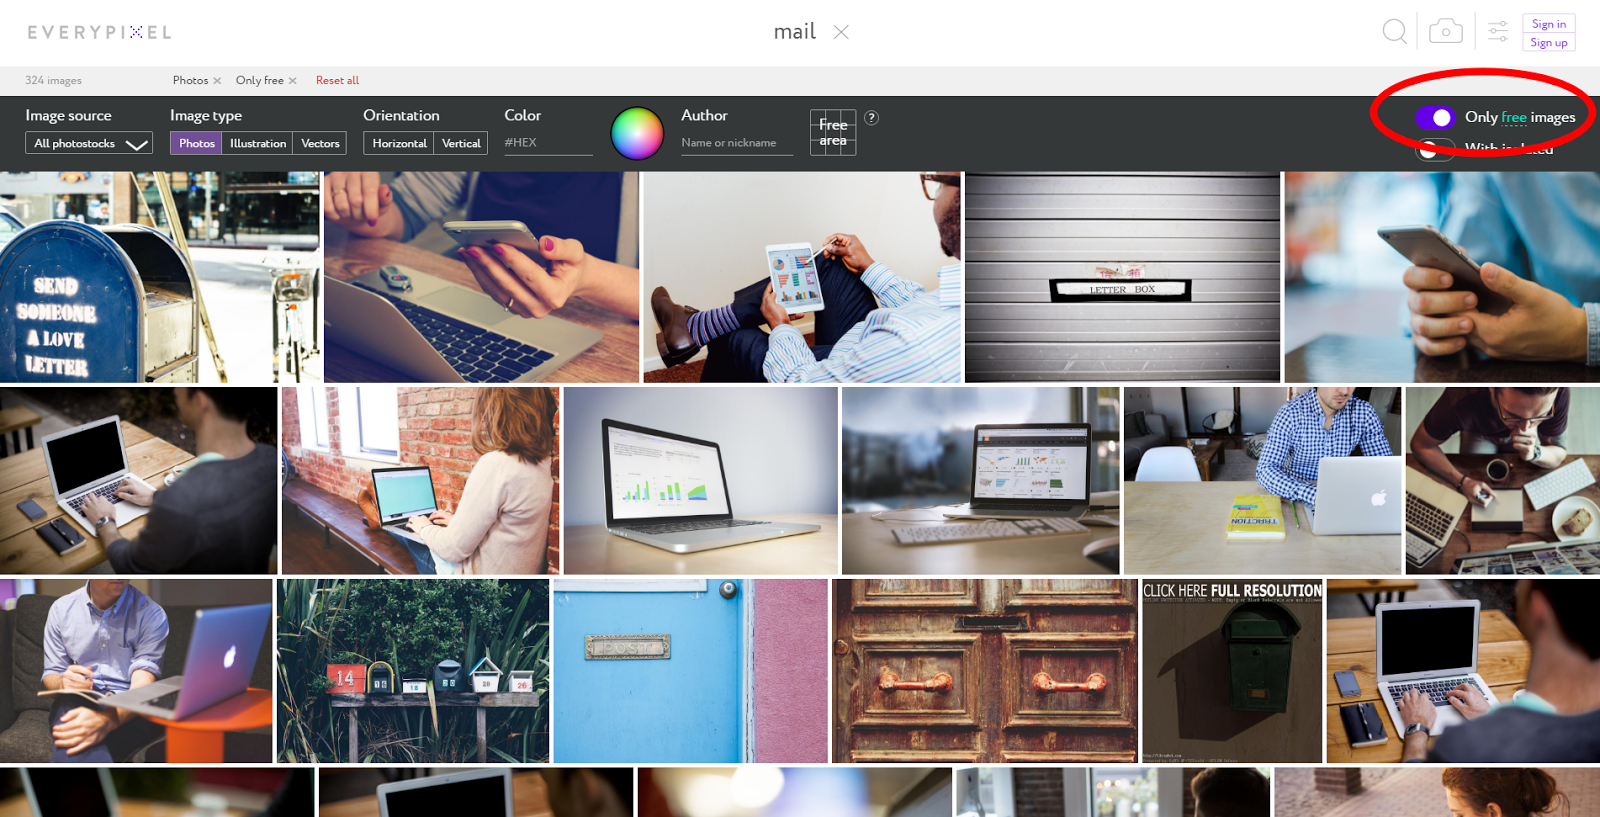 EVERYPIXEL
mail
Sign in
Sign up
324 images
Photos
Only free
Reset all
Image source
Image type
Orientation
Color
Author
Free area
?
Only free images
All photostocks
Photos
Illustration
Vectors
Horizontal
Vertical
#HEX
Name or nickname
With isolated
SEND
SOMEONE
A LOVE
LETTER
LETTER BOX
14
POST
CLICK HERE FULL RESOLUTION